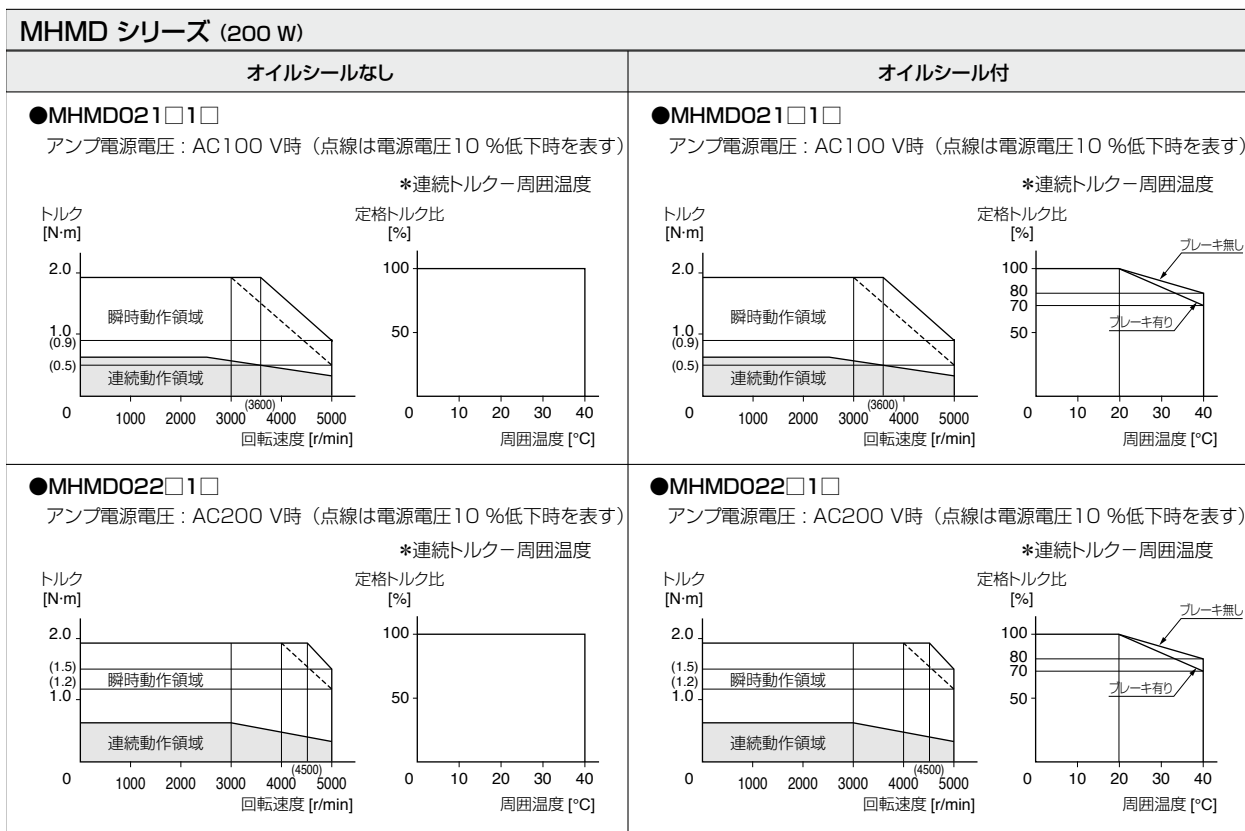 MHMD シリーズ (200 W)
オイルシールなし
オイルシール付
●MHMD021□1□
アンプ電源電圧 : AC100 V時（点線は電源電圧10 %低下時を表す）
*連続トルクー周囲温度
トルク
[N·m]
2.0
1.0
(0.9)
(0.5)
0
瞬時動作領域
連続動作領域
1000 2000 3000 (3600) 4000 5000
回転速度 [r/min]
定格トルク比
[%]
100
50
0 10 20 30 40
周囲温度 [°C]
●MHMD021□1□
アンプ電源電圧 : AC100 V時（点線は電源電圧10 %低下時を表す）
*連続トルクー周囲温度
トルク
[N·m]
2.0
1.0
(0.9)
(0.5)
0
瞬時動作領域
連続動作領域
1000 2000 3000 (3600) 4000 5000
回転速度 [r/min]
定格トルク比
[%]
ブレーキ無し
100
80
70
ブレーキ有り
50
0 10 20 30 40
周囲温度 [°C]
●MHMD022□1□
アンプ電源電圧 : AC200 V時（点線は電源電圧10 %低下時を表す）
*連続トルクー周囲温度
トルク
[N·m]
2.0
(1.5)
(1.2)
1.0
0
瞬時動作領域
連続動作領域
1000 2000 3000 4000 (4500) 5000
回転速度 [r/min]
定格トルク比
[%]
100
50
0 10 20 30 40
周囲温度 [°C]
●MHMD022□1□
アンプ電源電圧 : AC200 V時（点線は電源電圧10 %低下時を表す）
*連続トルクー周囲温度
トルク
[N·m]
2.0
(1.5)
(1.2)
1.0
0
瞬時動作領域
連続動作領域
1000 2000 3000 4000 (4500) 5000
回転速度 [r/min]
定格トルク比
[%]
ブレーキ無し
100
80
70
ブレーキ有り
50
0 10 20 30 40
周囲温度 [°C]